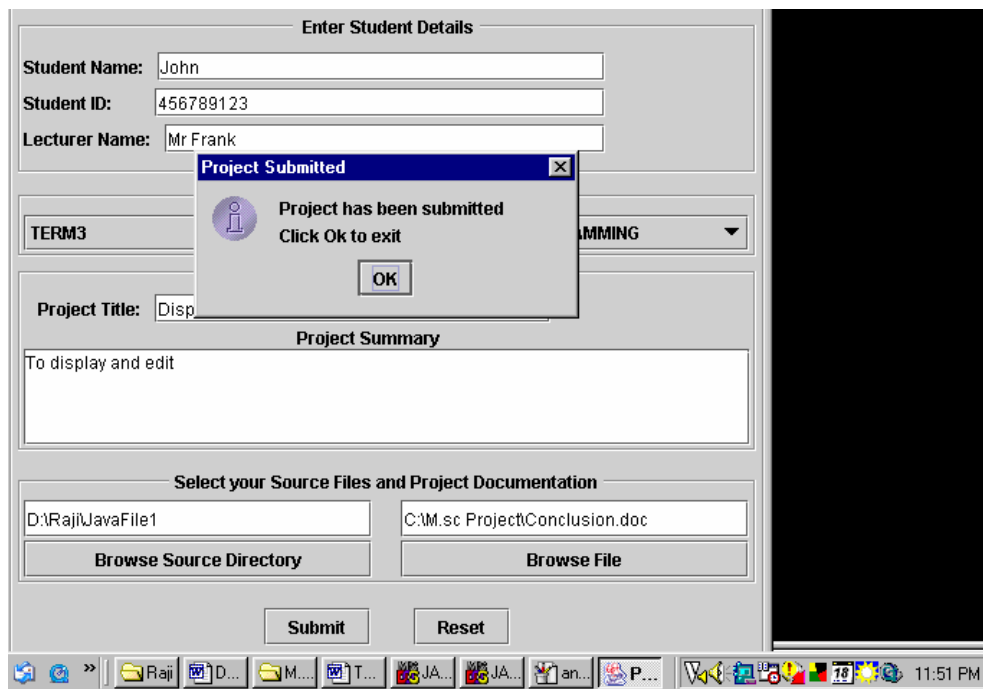 Enter Student Details
Student Name: John
Student ID: 456789123
Lecturer Name: Mr Frank
Project Submitted
Project has been submitted
Click Ok to exit
TERM3
OK
Project Title:
Project Summary
To display and edit
Select your Source Files and Project Documentation
D:\Raji\JavaFile1 C:\M.sc Project\Conclusion.doc
Browse Source Directory Browse File
Submit Reset
» Raji D... M.... T... JA... JA... an... P... 18 11:51 PM